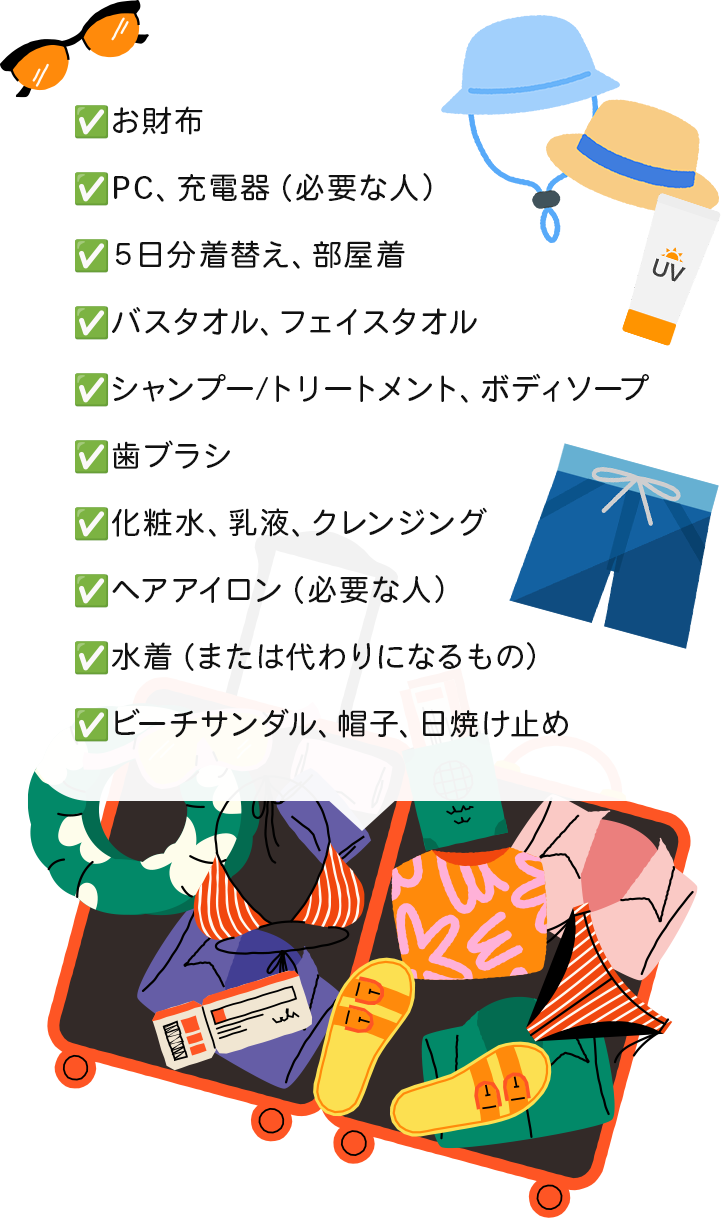 ✅お財布
✅PC、充電器（必要な人）
✅５日分着替え、部屋着
✅バスタオル、フェイスタオル
✅シャンプー/トリートメント、ボディソープ
✅歯ブラシ
✅化粧水、乳液、クレンジング
✅ヘアアイロン（必要な人）
✅水着（または代わりになるもの）
✅ビーチサンダル、帽子、日焼け止め
UV